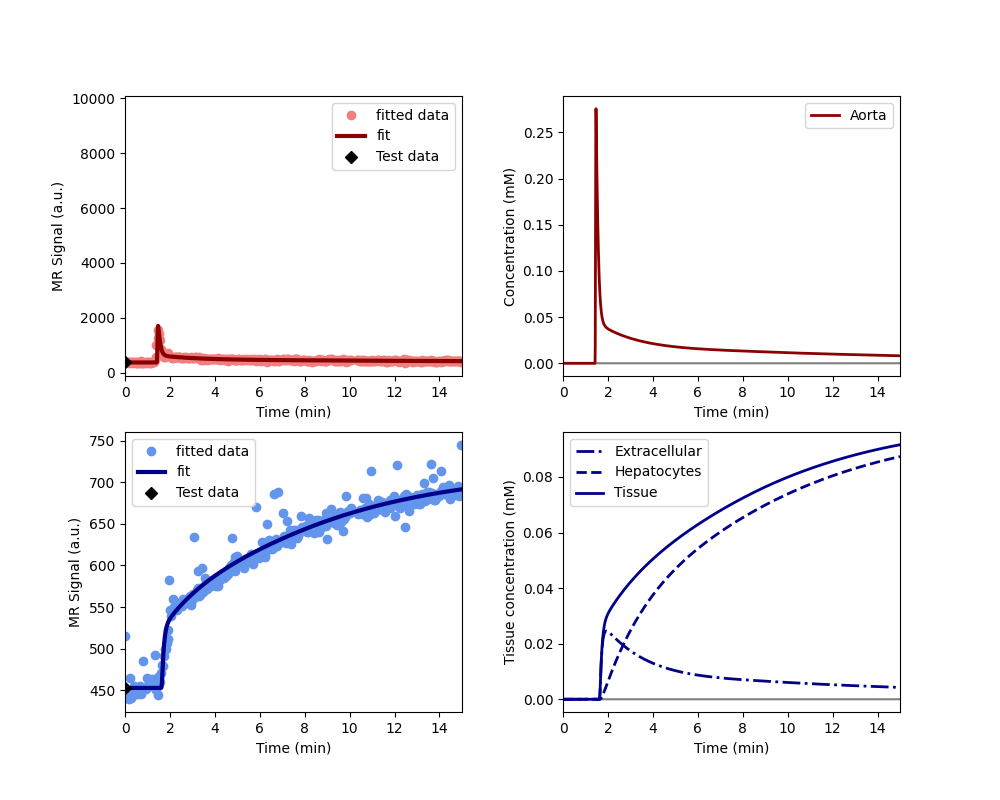 10000
8000
6000
4000
2000
0
MR Signal (a.u.)
fitted data
fit
Test data
0 2 4 6 8 10 12 14
Time (min)
0.25
0.20
0.15
0.10
0.05
0.00
Concentration (mM)
Aorta
0 2 4 6 8 10 12 14
Time (min)
750
700
650
600
550
500
450
MR Signal (a.u.)
fitted data
fit
Test data
0 2 4 6 8 10 12 14
Time (min)
0.08
0.06
0.04
0.02
0.00
Tissue concentration (mM)
Extracellular
Hepatocytes
Tissue
0 2 4 6 8 10 12 14
Time (min)